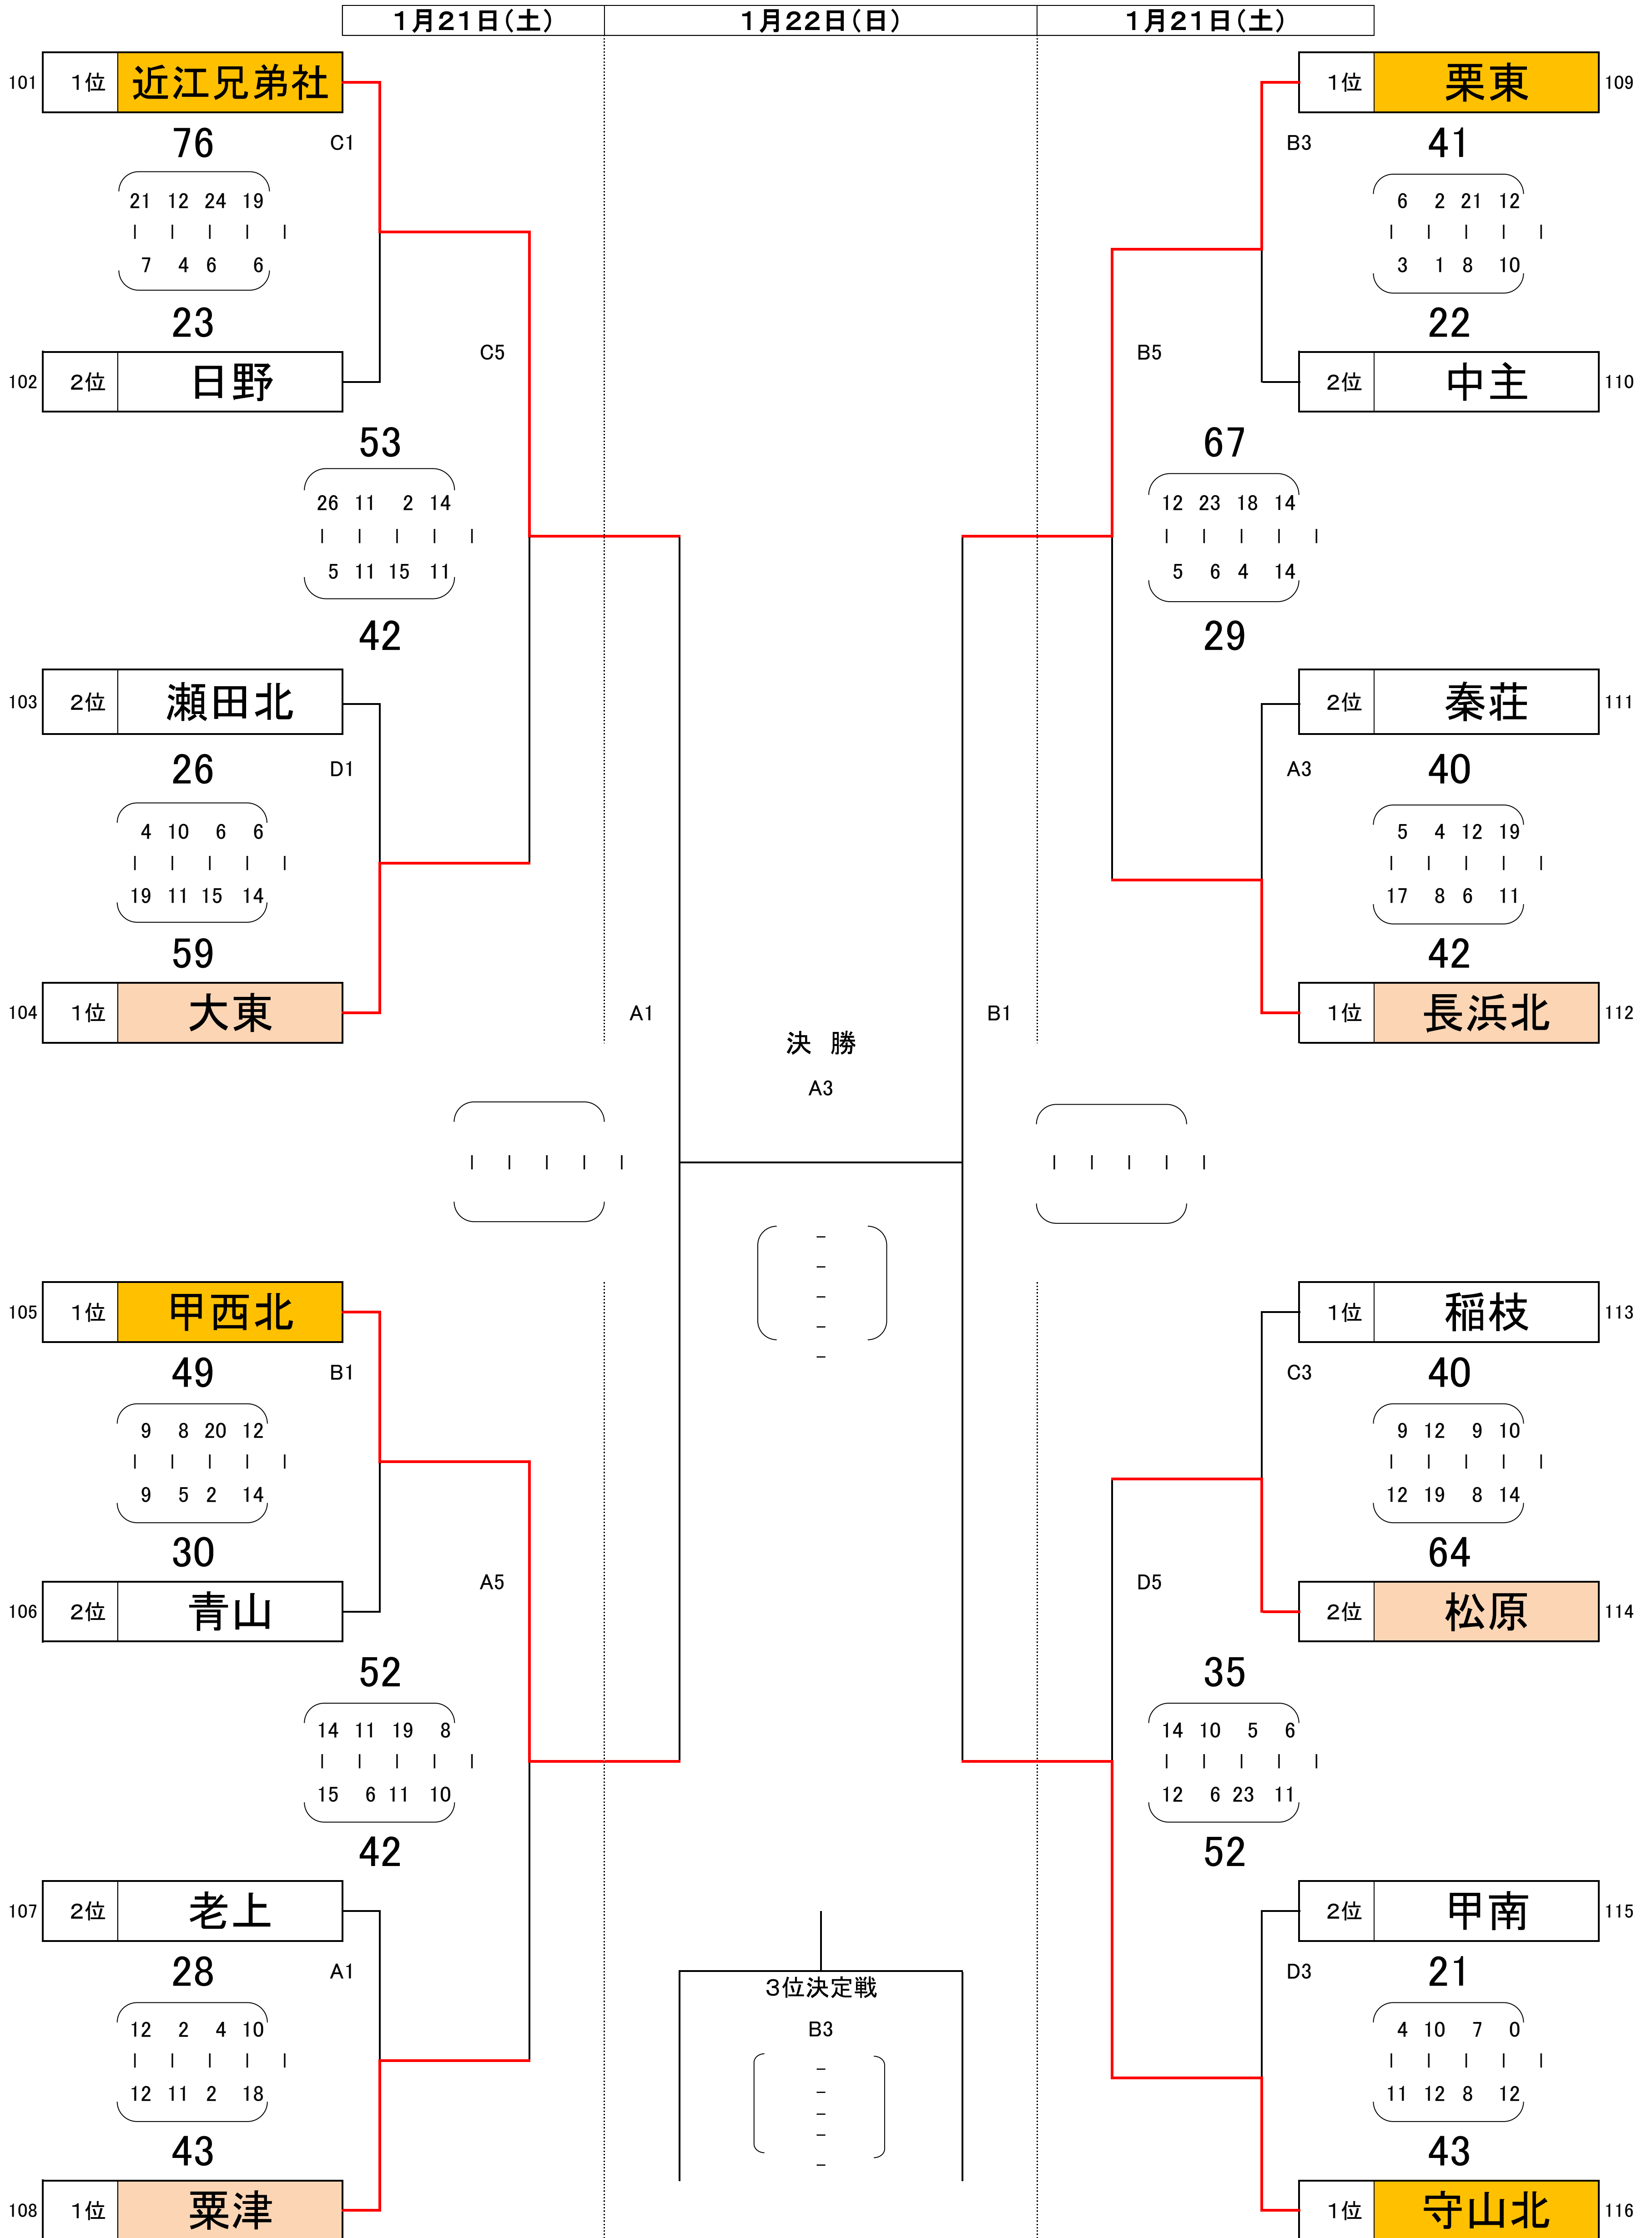 1月21日(土) 1月22日(日) 1月21日(土)
101 1位 近江兄弟社
76
C1
21 12 24 19
7 4 6 6
23
102 2位 日野
C5
53
26 11 2 14
5 11 15 11
42
103 2位 瀬田北
26
D1
4 10 6 6
19 11 15 14
59
104 1位 大東
A1
105 1位 甲西北
49
B1
9 8 20 12
9 5 2 14
30
106 2位 青山
A5
52
14 11 19 8
15 6 11 10
42
107 2位 老上
28
A1
12 2 4 10
12 11 2 18
43
108 1位 粟津
決 勝
A3
3位決定戦
B3
1位 栗東 109
B3
41
6 2 21 12
3 1 8 10
22
2位 中主 110
B5
67
12 23 18 14
5 6 4 14
29
2位 秦荘 111
A3
40
5 4 12 19
17 8 6 11
42
1位 長浜北 112
B1
1位 稲枝 113
C3
40
9 12 9 10
12 19 8 14
64
2位 松原 114
D5
35
14 10 5 6
12 6 23 11
52
2位 甲南 115
D3
21
4 10 7 0
11 12 8 12
43
1位 守山北 116